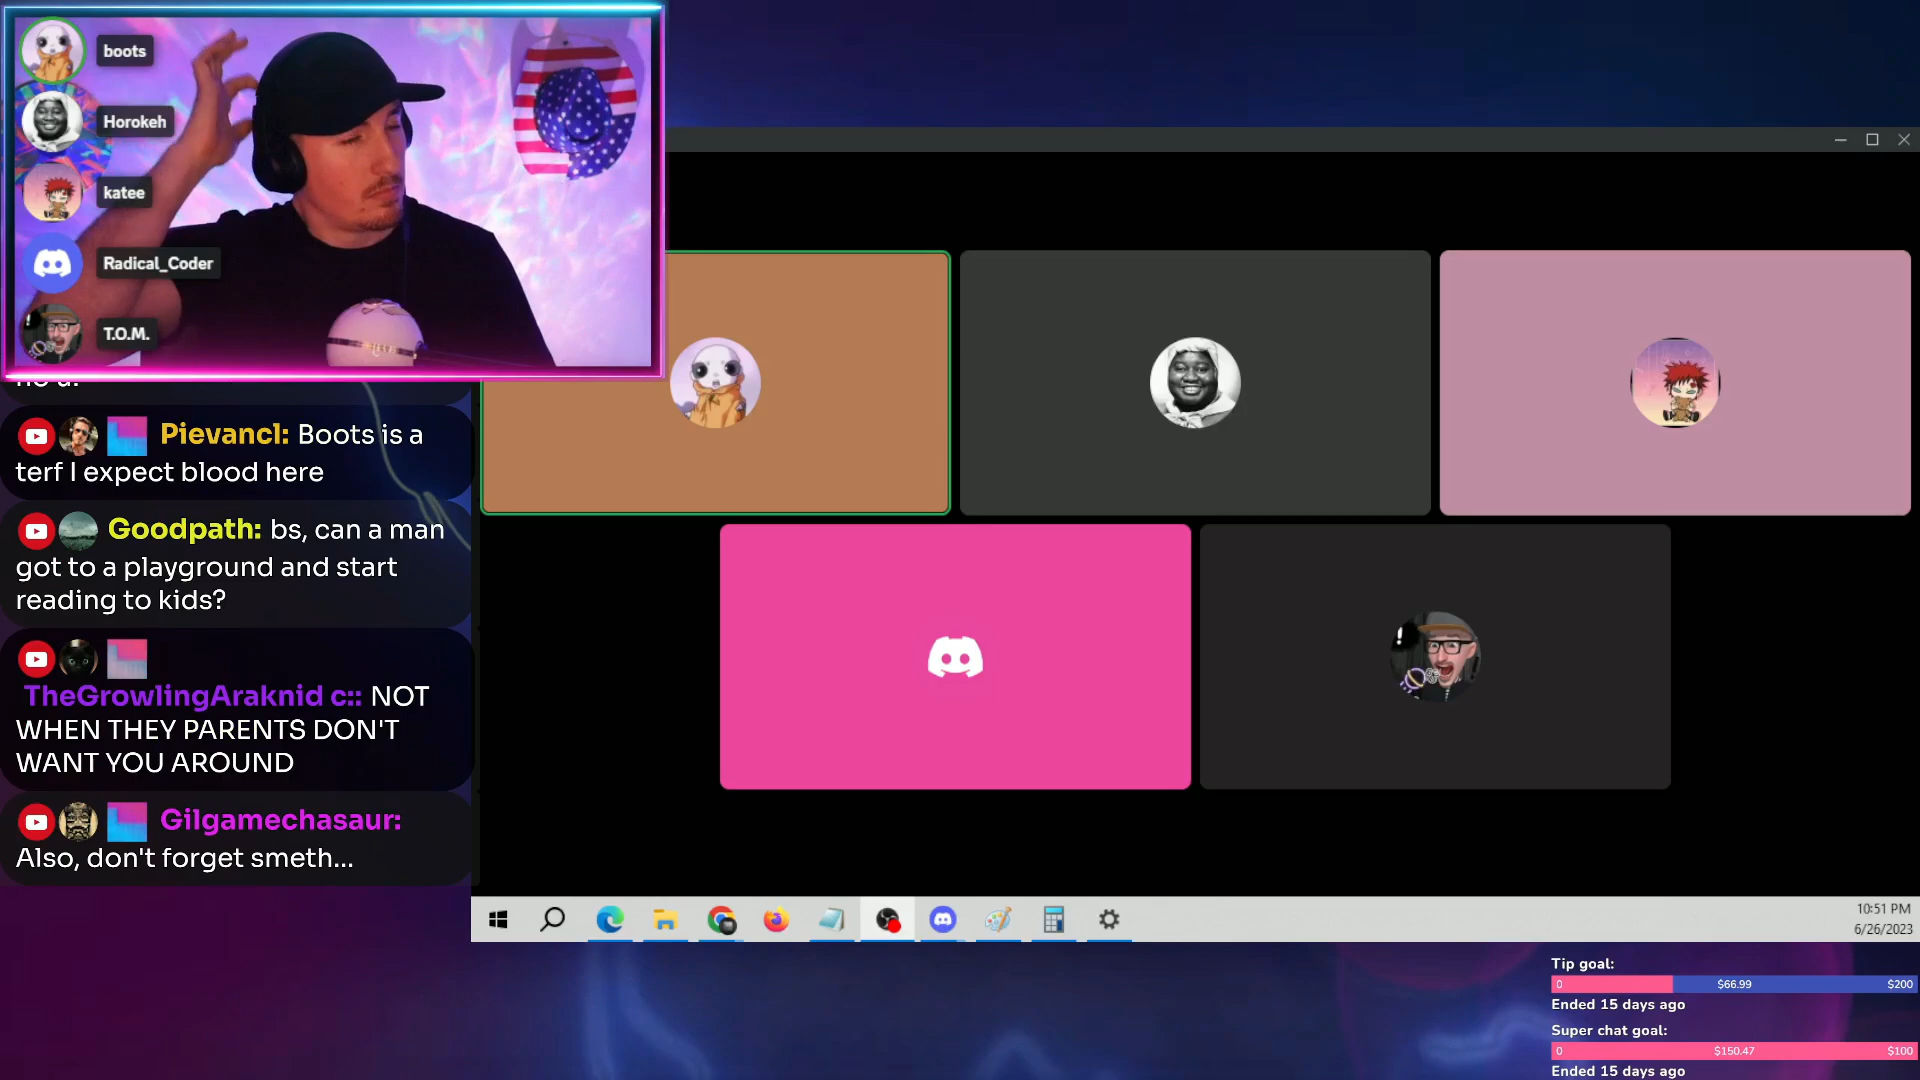 boots
Horokeh
katee
Radical_Coder
T.O.M.
Pievancl: Boots is a
terf I expect blood here
Goodpath: bs, can a man
got to a playground and start
reading to kids?
TheGrowlingAraknid c:: NOT
WHEN THEY PARENTS DON'T
WANT YOU AROUND
Gilgamechasaur:
Also, don't forget smeth...
10:51 PM
6/26/2023
Tip goal:
0 $66.99 $200
Ended 15 days ago
Super chat goal:
0 $150.47 $100
Ended 15 days ago